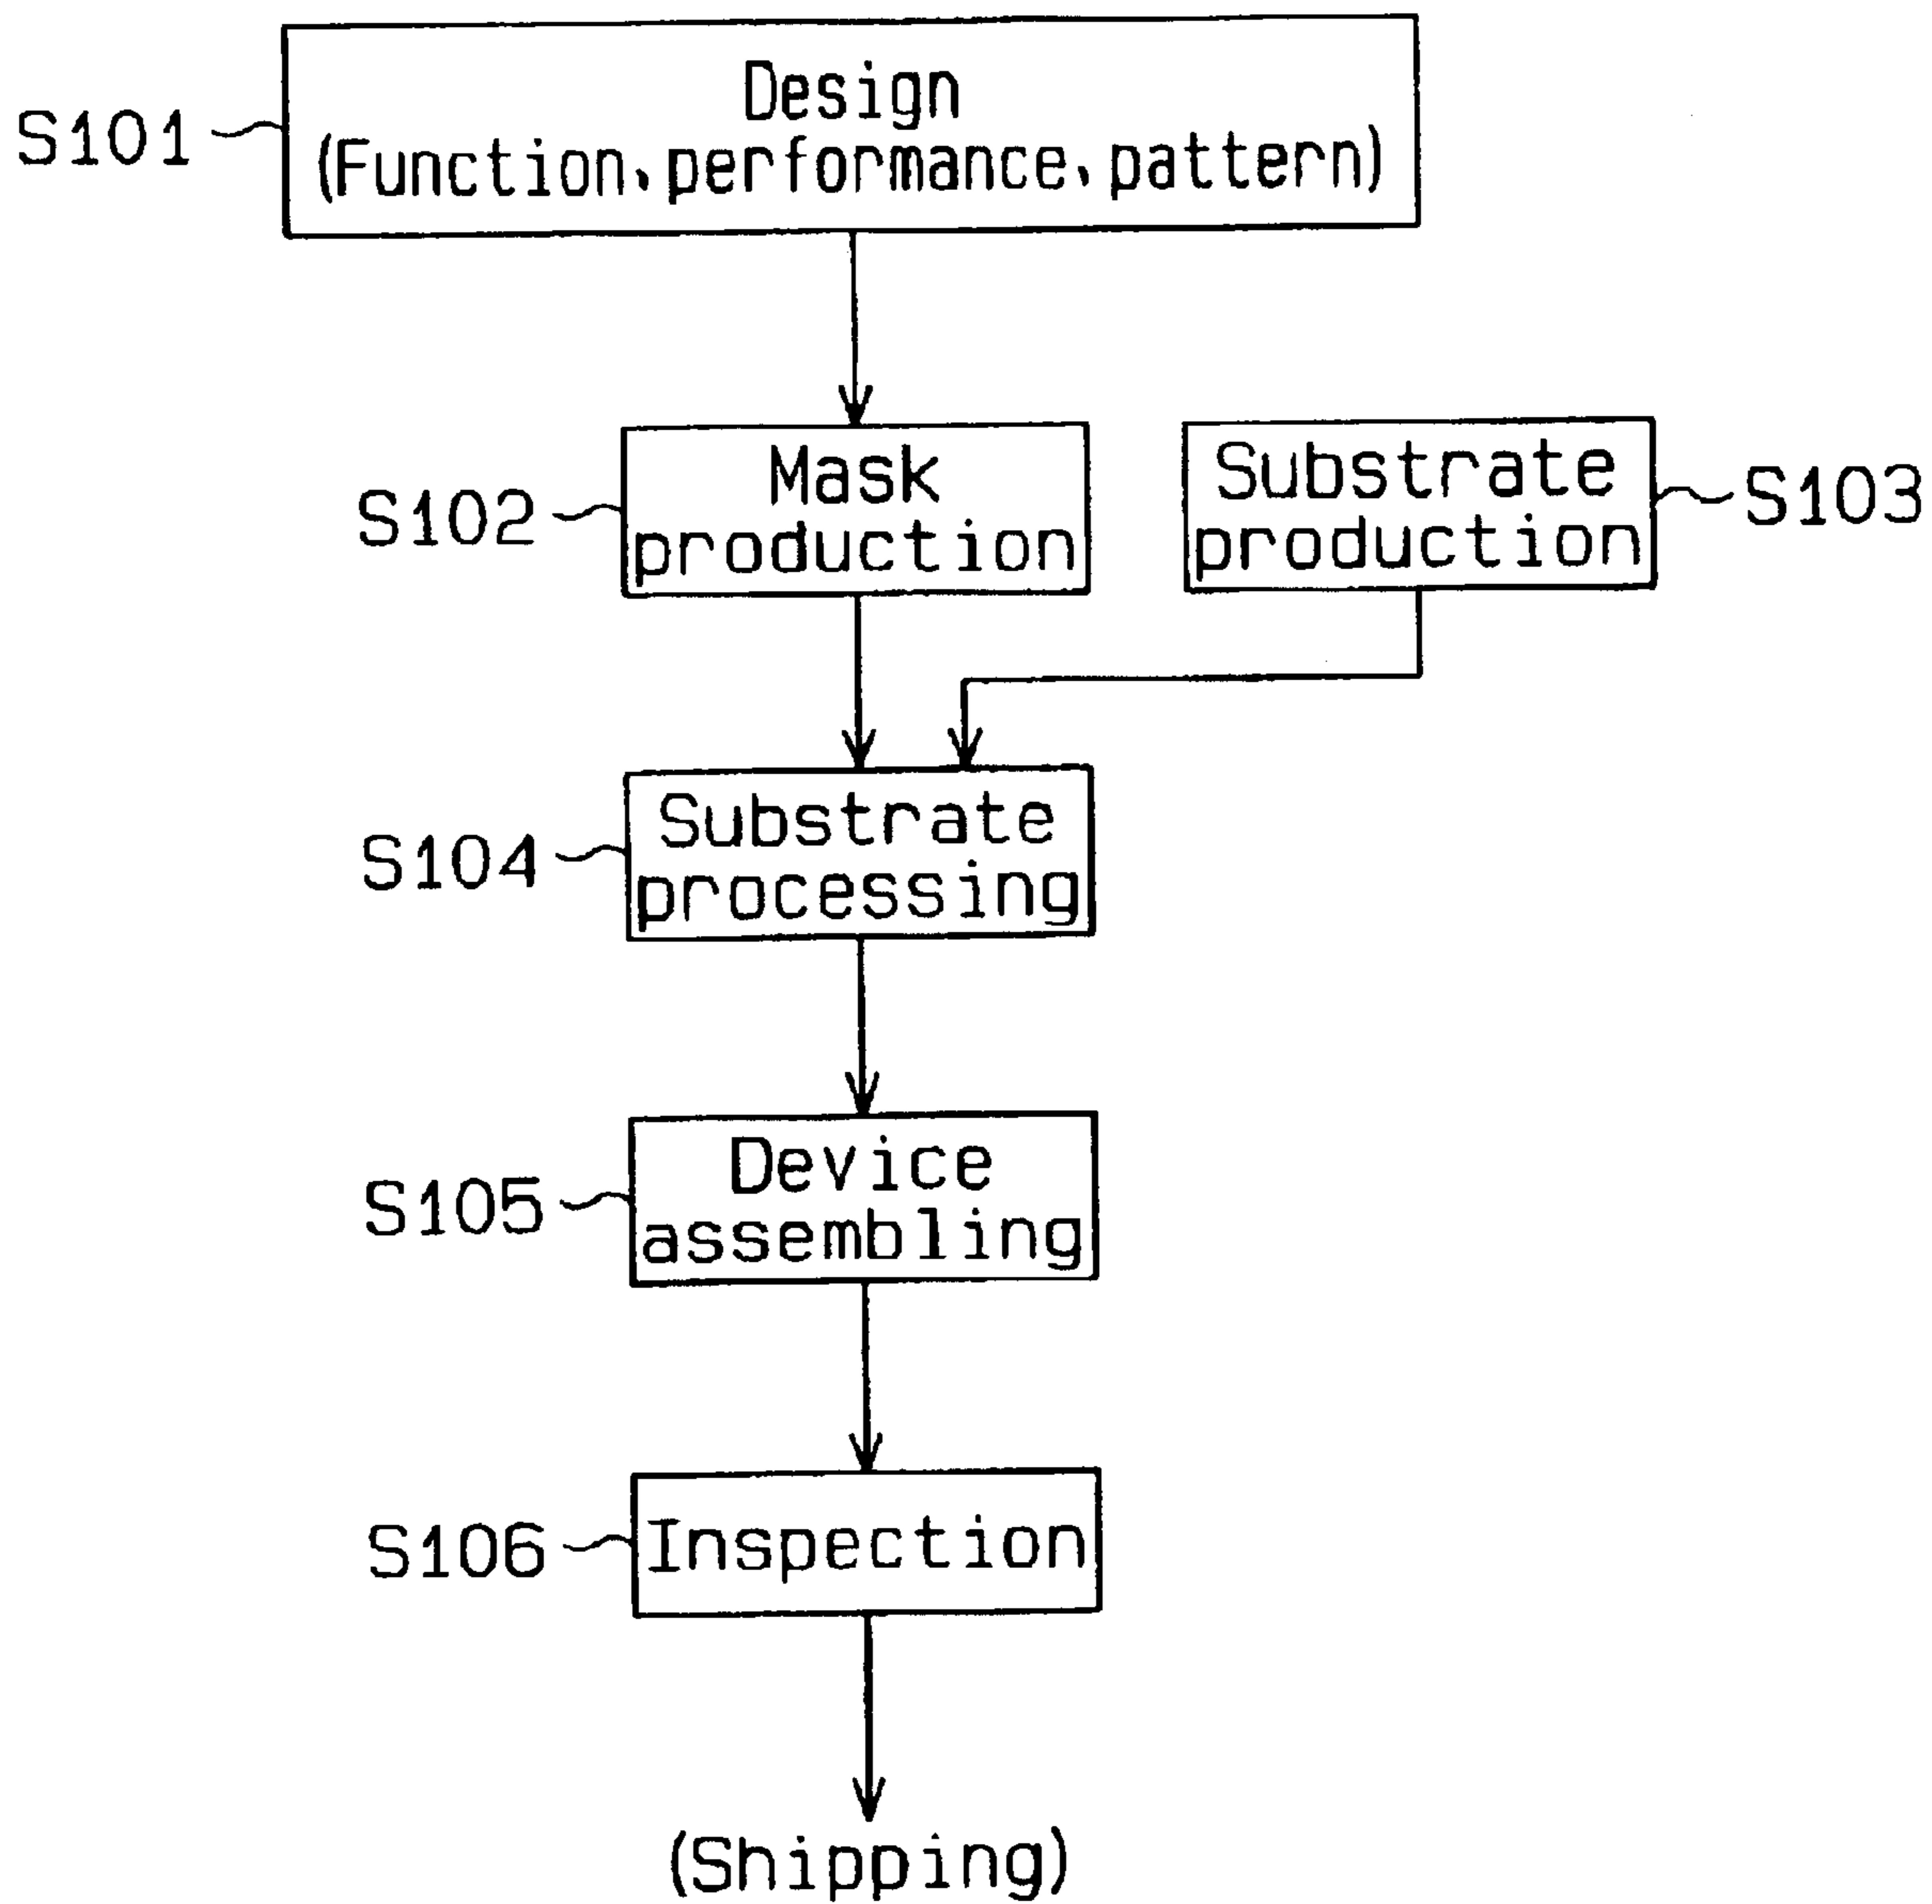 Design
S101
(Function, performance, pattern)
Mask
Substrate
S102
S103
production
production
Substrate
S104
processing
Device
S105
assembling
S106
Inspection
(Shipping)